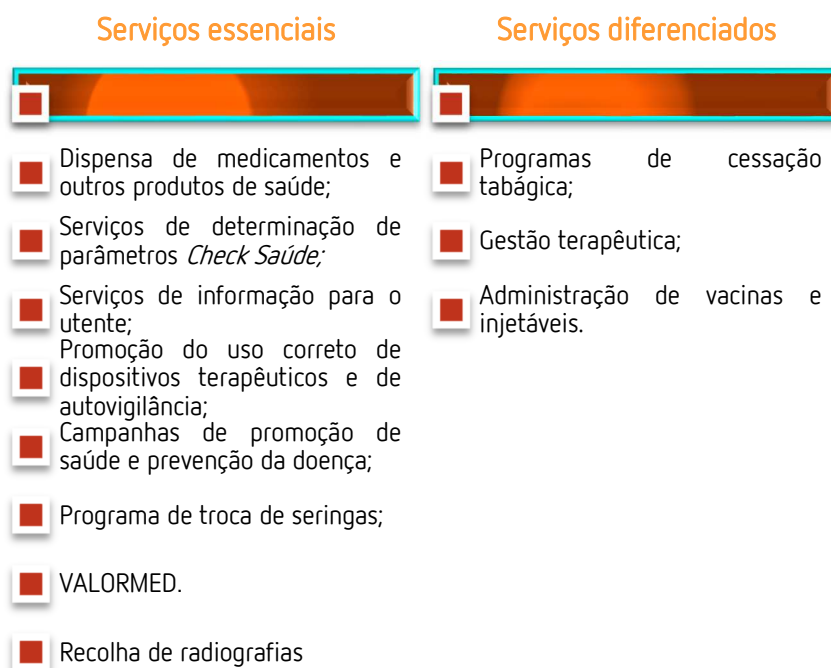 Serviços essenciais
Dispensa de medicamentos e
outros produtos de saúde;
Serviços de determinação de
parâmetros Check Saúde;
Serviços de informação para o
utente;
Promoção do uso correto de
dispositivos terapêuticos e de
autovigilância;
Campanhas de promoção de
saúde e prevenção da doença;
Programa de troca de seringas;
VALORMED.
Recolha de radiografias
Serviços diferenciados
Programas de cessação
tabágica;
Gestão terapêutica;
Administração de vacinas e
injetáveis.